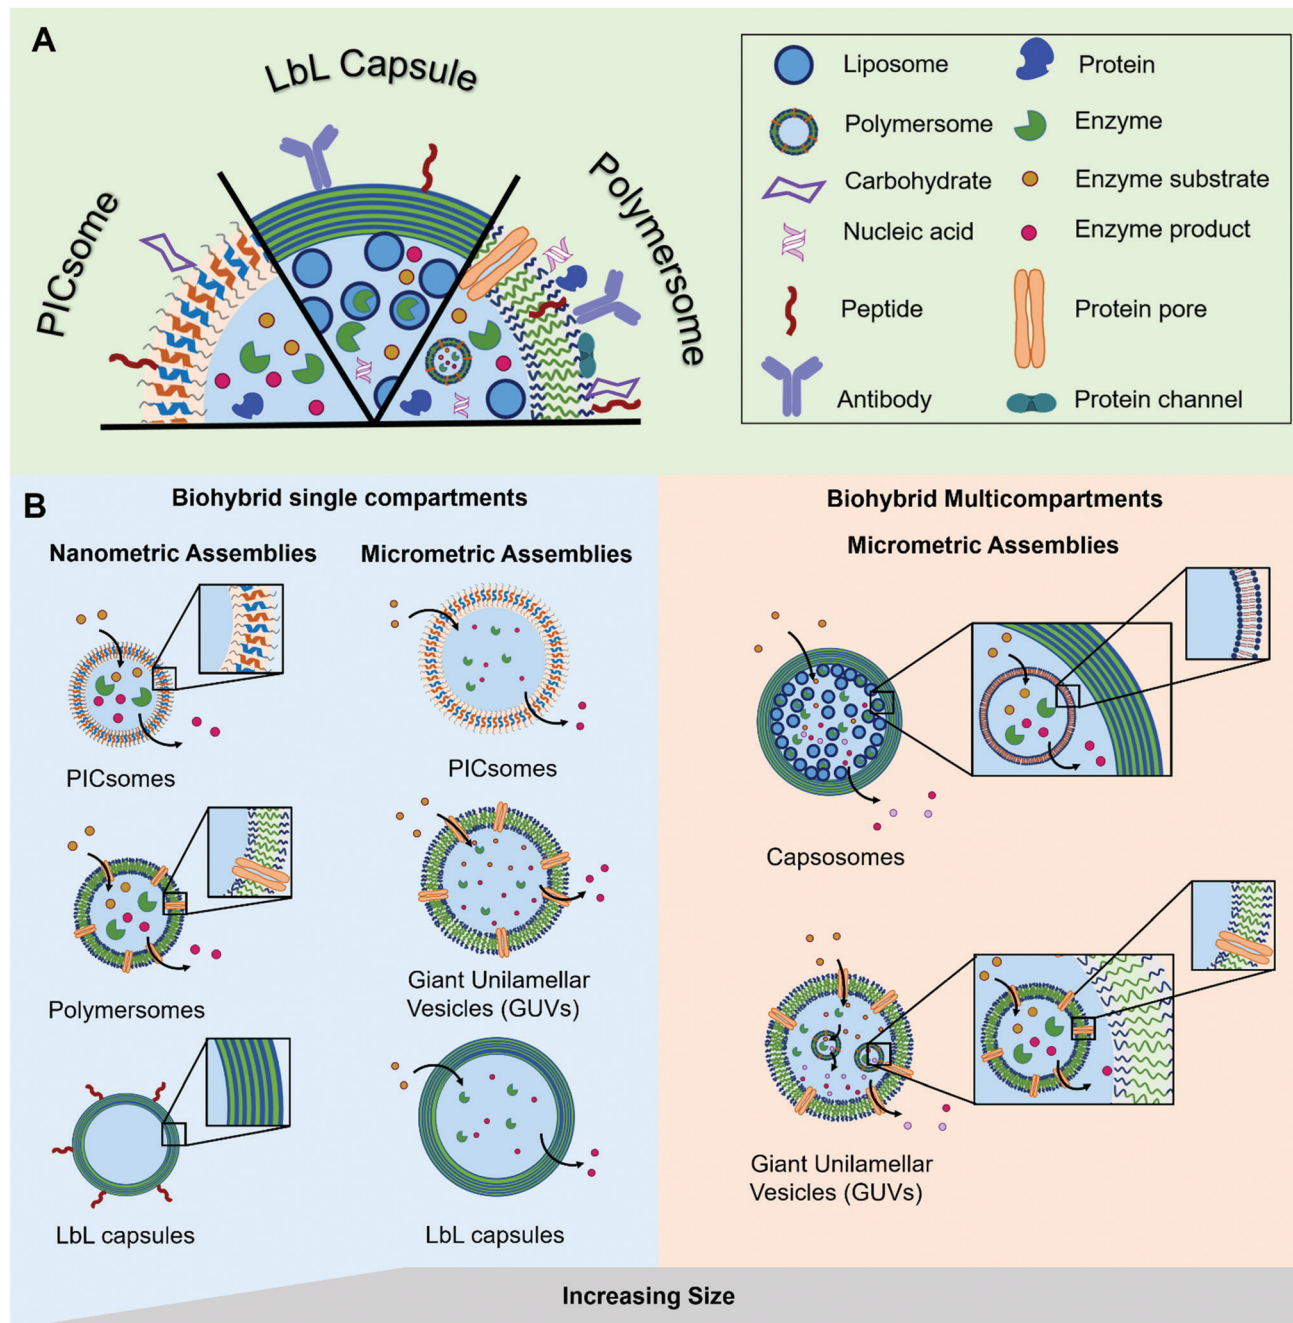 A
LbL Capsule
PICsome
Polymersome
Liposome
Protein
Polymersome
Enzyme
Carbohydrate
Enzyme substrate
Nucleic acid
Enzyme product
Peptide
Protein pore
Antibody
Protein channel
B
Biohybrid single compartments
Nanometric Assemblies
Micrometric Assemblies
PICsomes
PICsomes
Polymersomes
Giant Unilamellar
Vesicles (GUVs)
LbL capsules
LbL capsules
Biohybrid Multicompartments
Micrometric Assemblies
Capsosomes
Giant Unilamellar
Vesicles (GUVs)
Increasing Size